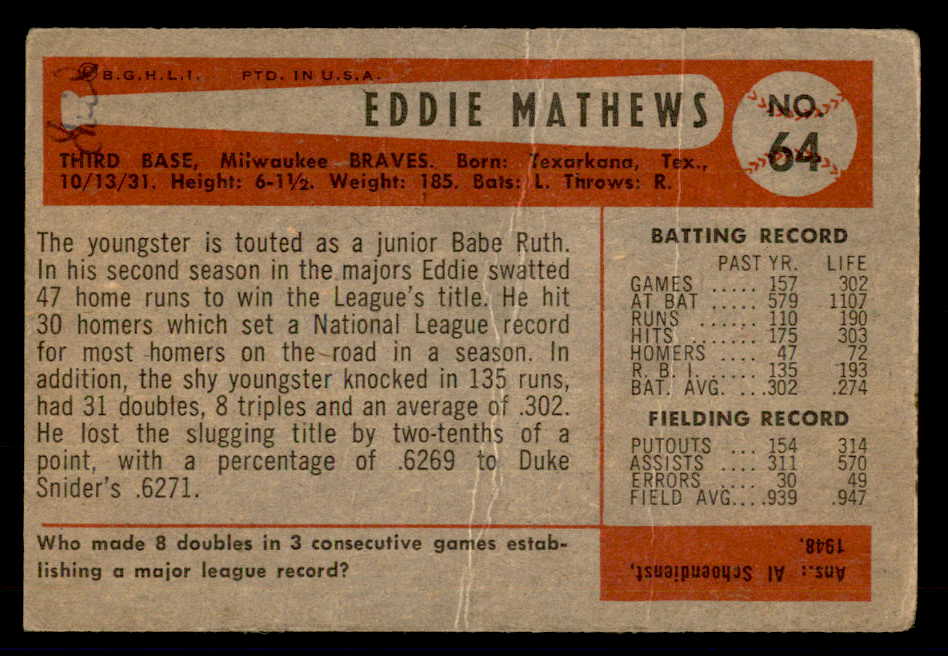 © B.G.H.L.I. PTD. IN U.S.A.
EDDIE MATHEWS
NO.
64
THIRD BASE, Milwaukee BRAVES. Born: Texarkana, Tex.,
10/13/31. Height: 6-1½. Weight: 185. Bats: L. Throws: R.
The youngster is touted as a junior Babe Ruth.
In his second season in the majors Eddie swatted
47 home runs to win the League's title. He hit
30 homers which set a National League record
for most homers on the road in a season. In
addition, the shy youngster knocked in 135 runs,
had 31 doubles, 8 triples and an average of .302.
He lost the slugging title by two-tenths of a
point, with a percentage of .6269 to Duke
Snider's .6271.
BATTING RECORD
PAST YR. LIFE
GAMES ..... 157 302
AT BAT ..... 579 1107
RUNS ...... 110 190
HITS ....... 175 303
HOMERS .... 47 72
R. B. I. ..... 135 193
BAT. AVG. ...302 .274
FIELDING RECORD
PUTOUTS ... 154 314
ASSISTS .... 311 570
ERRORS .... 30 49
FIELD AVG....939 .947
Who made 8 doubles in 3 consecutive games estab-
lishing a major league record?
Ans.: Al Schoendienst,
1948.